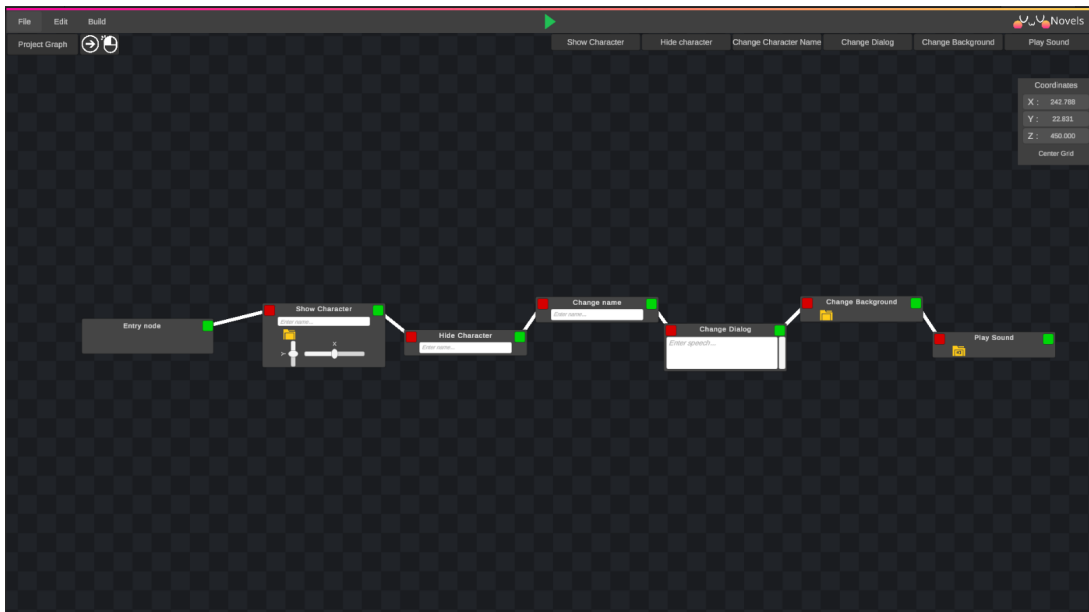 File Edit Build
UwU Novels
Project Graph
Show Character Hide character Change Character Name Change Dialog Change Background Play Sound
Coordinates
X : 242.768
Y : 22.831
Z : 450.000
Center Grid
Entry node
Show Character
Enter name...
X
Y
Hide Character
Enter name...
Change name
Enter name...
Change Dialog
Enter speech...
Change Background
Play Sound